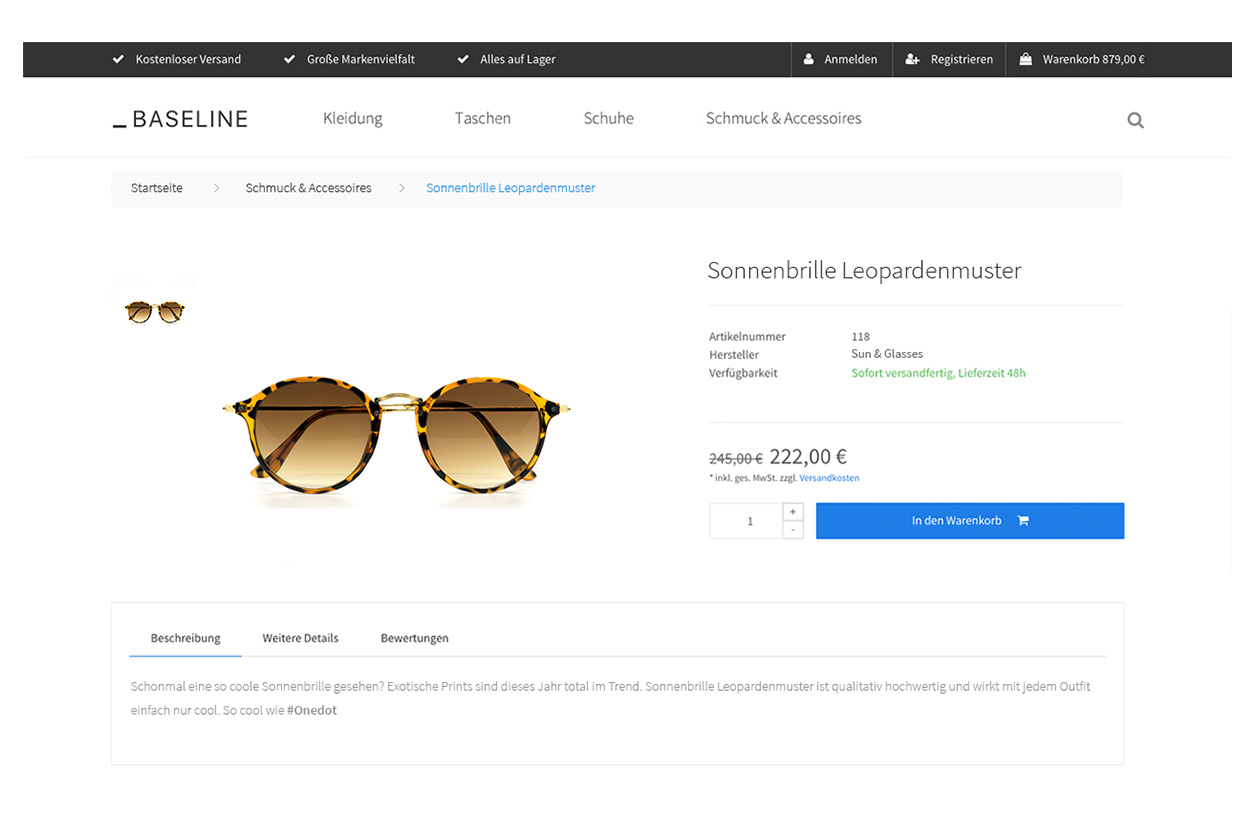 Kostenloser Versand Große Markenvielfalt Alles auf Lager Anmelden Registrieren Warenkorb 879,00 €
_ BASELINE Kleidung Taschen Schuhe Schmuck & Accessoires
Startseite > Schmuck & Accessoires > Sonnenbrille Leopardenmuster
Sonnenbrille Leopardenmuster
Artikelnummer 118
Hersteller Sun & Glasses
Verfügbarkeit Sofort versandfertig, Lieferzeit 48h
245,00 € 222,00 €
* inkl. ges. MwSt. zzgl. Versandkosten
1 + - In den Warenkorb
Beschreibung Weitere Details Bewertungen
Schonmal eine so coole Sonnenbrille gesehen? Exotische Prints sind dieses Jahr total im Trend. Sonnenbrille Leopardenmuster ist qualitativ hochwertig und wirkt mit jedem Outfit
einfach nur cool. So cool wie #Onedot